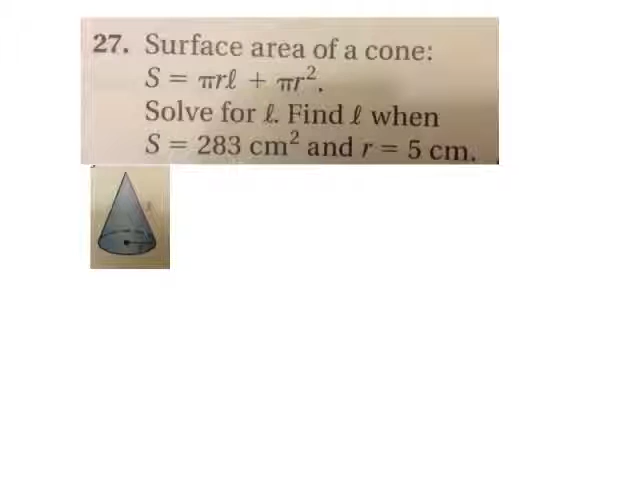 27. Surface area of a cone:
S = πrℓ + πr².
Solve for ℓ. Find ℓ when
S = 283 cm² and r = 5 cm.